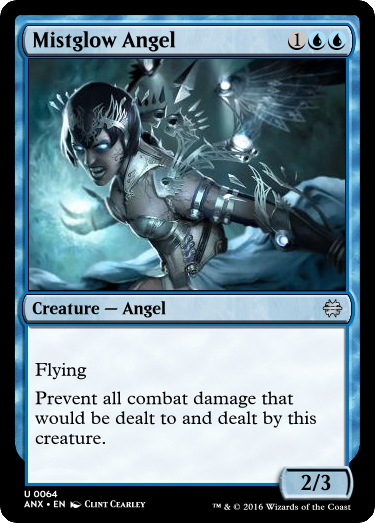 Mistglow Angel 1
Creature — Angel
Flying
Prevent all combat damage that
would be dealt to and dealt by this
creature.
2/3
U 0064
ANX • EN Clint Cearley
™ & © 2016 Wizards of the Coast